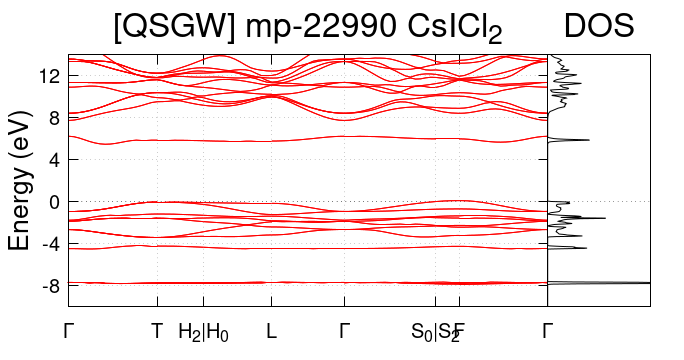 [QSGW] mp-22990 CsICl2 DOS
Energy (eV)
12
8
4
0
-4
-8
Γ T H2|H0 L Γ S0|S2 F Γ